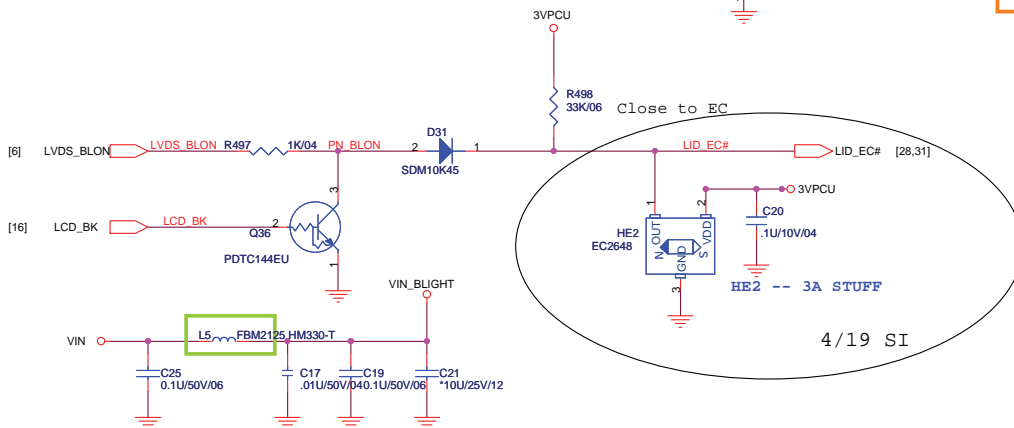 3VPCU
R498
33K/06
Close to EC
[6] LVDS_BLON LVDS_BLON R497 1K/04 PN_BLON 2 D31 1 LID_EC# LID_EC# [28,31]
SDM10K45
3
[16] LCD_BK LCD_BK 2
Q36
PDTC144EU
1
1 2 3VPCU
C20
.1U/10V/04
HE2
EC2648
OUT VDD
N S
GND
3
HE2 -- 3A STUFF
4/19 SI
VIN_BLIGHT
VIN L5 FBM2125 HM330-T
C25
0.1U/50V/06
C17
.01U/50V/04
C19
0.1U/50V/06
C21
*10U/25V/12